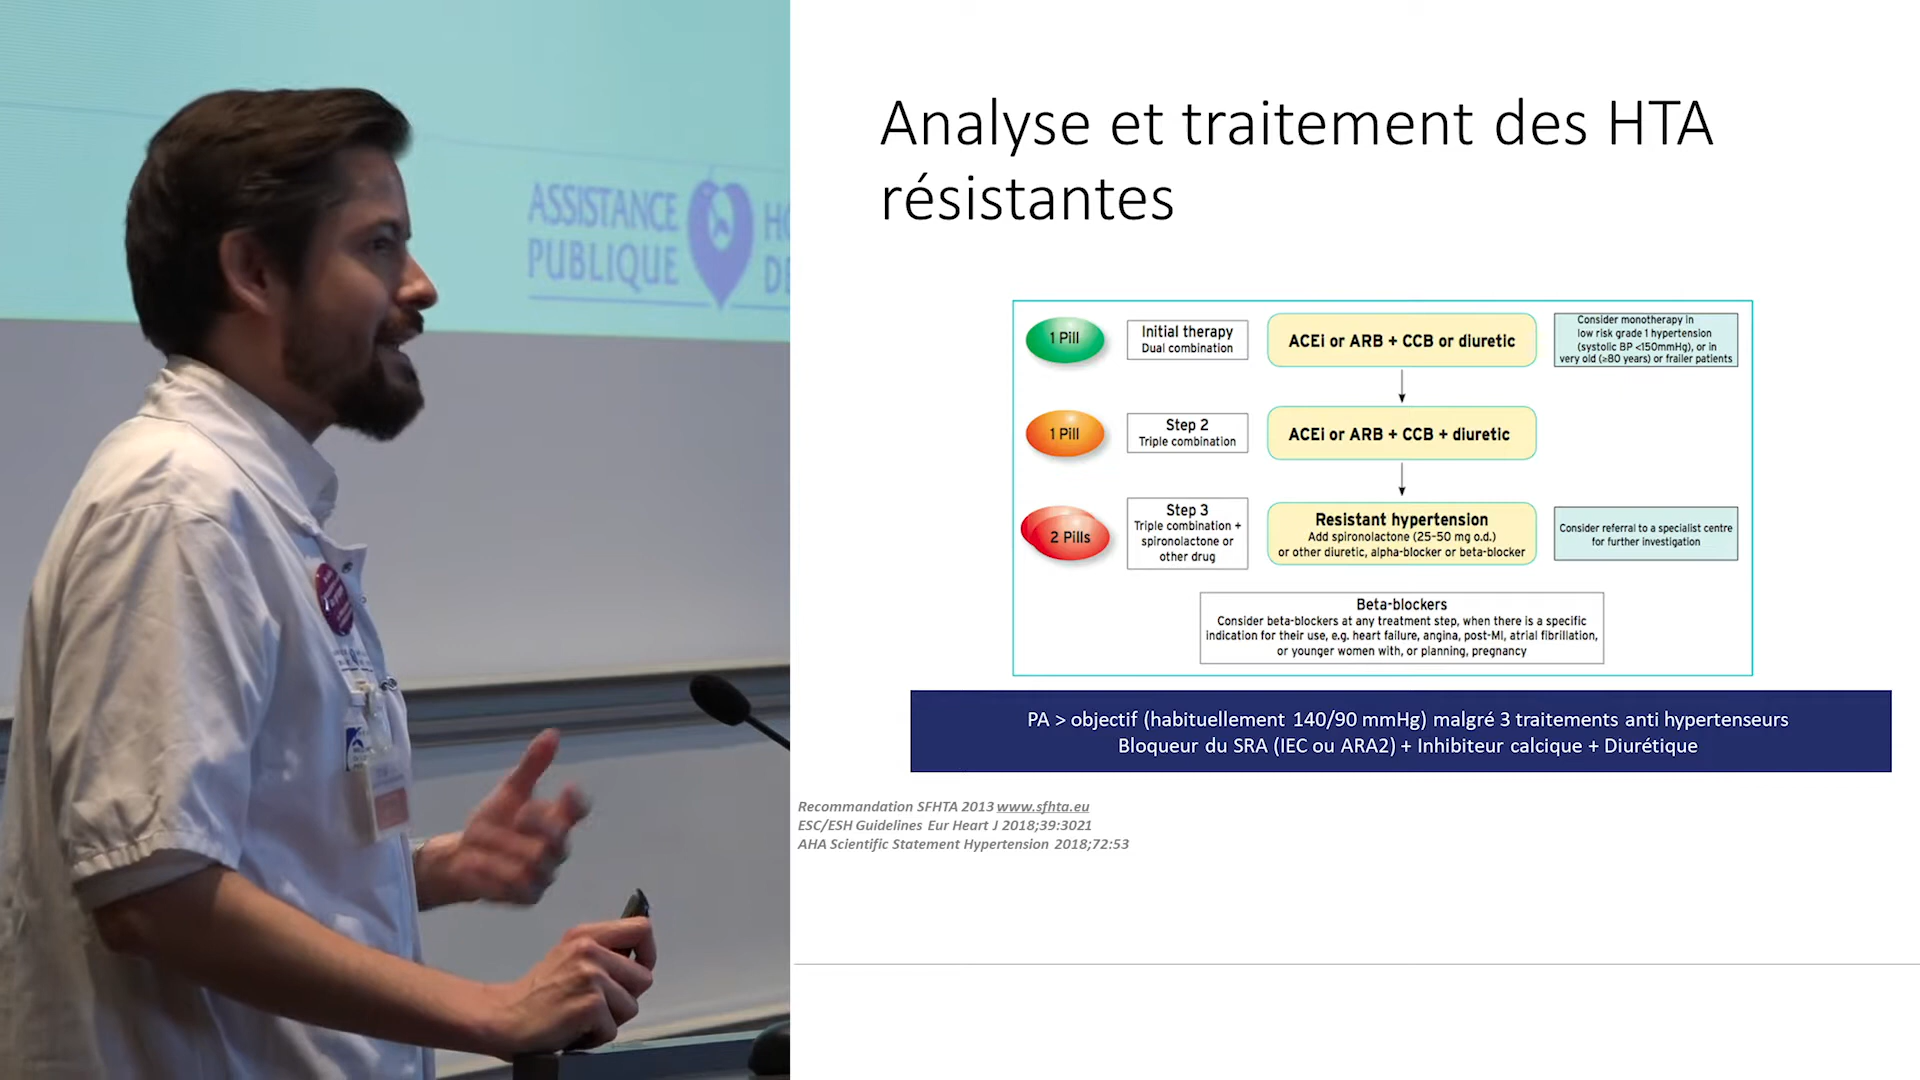 ASSISTANCE
PUBLIQUE
Analyse et traitement des HTA
résistantes
1 Pill
Initial therapy
Dual combination
ACEi or ARB + CCB or diuretic
Consider monotherapy in
low risk grade 1 hypertension
(systolic BP <150mmHg), or in
very old (≥80 years) or frailer patients
1 Pill
Step 2
Triple combination
ACEi or ARB + CCB + diuretic
2 Pills
Step 3
Triple combination +
spironolactone or
other drug
Resistant hypertension
Add spironolactone (25-50 mg o.d.)
or other diuretic, alpha-blocker or beta-blocker
Consider referral to a specialist centre
for further investigation
Beta-blockers
Consider beta-blockers at any treatment step, when there is a specific
indication for their use, e.g. heart failure, angina, post-MI, atrial fibrillation,
or younger women with, or planning, pregnancy
PA > objectif (habituellement 140/90 mmHg) malgré 3 traitements anti hypertenseurs
Bloqueur du SRA (IEC ou ARA2) + Inhibiteur calcique + Diurétique
Recommandation SFHTA 2013 www.sfhta.eu
ESC/ESH Guidelines Eur Heart J 2018;39:3021
AHA Scientific Statement Hypertension 2018;72:53